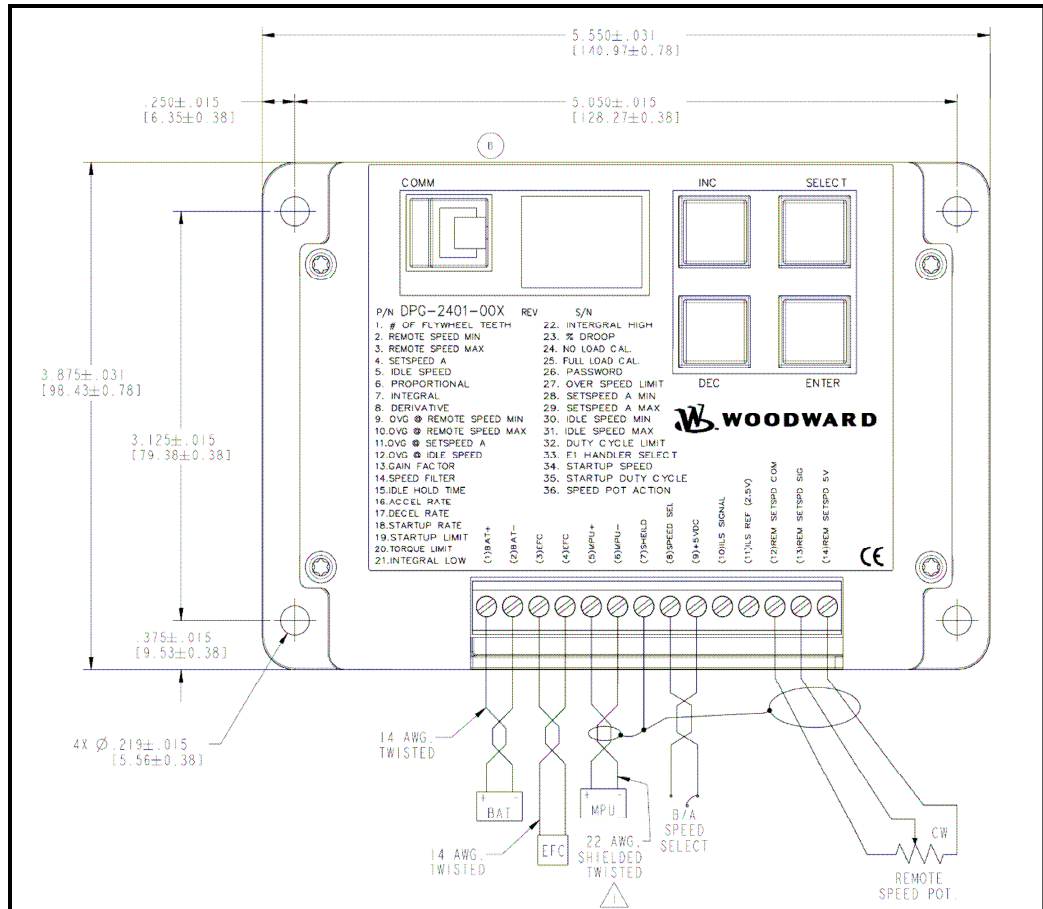 5.550±.031
[140.97±0.78]
.250±.015
[6.35±0.38]
5.050±.015
[128.27±0.38]
B
COMM
INC
SELECT
P/N DPG-2401-00X REV S/N
1. # OF FLYWHEEL TEETH
2. REMOTE SPEED MIN
3. REMOTE SPEED MAX
4. SETSPEED A
5. IDLE SPEED
6. PROPORTIONAL
7. INTEGRAL
8. DERIVATIVE
9. OVG @ REMOTE SPEED MIN
10. OVG @ REMOTE SPEED MAX
11. OVG @ SETSPEED A
12. OVG @ IDLE SPEED
13. GAIN FACTOR
14. SPEED FILTER
15. IDLE HOLD TIME
16. ACCEL RATE
17. DECEL RATE
18. STARTUP RATE
19. STARTUP LIMIT
20. TORQUE LIMIT
21. INTEGRAL LOW
22. INTERGRAL HIGH
23. % DROOP
24. NO LOAD CAL.
25. FULL LOAD CAL.
26. PASSWORD
27. OVER SPEED LIMIT
28. SETSPEED A MIN
29. SETSPEED A MAX
30. IDLE SPEED MIN
31. IDLE SPEED MAX
32. DUTY CYCLE LIMIT
33. E1 HANDLER SELECT
34. STARTUP SPEED
35. STARTUP DUTY CYCLE
36. SPEED POT ACTION
DEC
ENTER
WOODWARD
3.875±.031
[98.43±0.78]
3.125±.015
[79.38±0.38]
(1)BAT+
(2)BAT-
(3)EFC
(4)EFC
(5)MPU+
(6)MPU-
(7)SHEILD
(8)SPEED SEL
(9)+5VDC
(10)ILS SIGNAL
(11)ILS REF (2.5V)
(12)REM SETSPD COM
(13)REM SETSPD SIG
(14)REM SETSPD 5V
CE
.375±.015
[9.53±0.38]
4X Ø.219±.015
[5.56±0.38]
14 AWG.
TWISTED
+ -
BAT
14 AWG.
TWISTED
EFC
+ -
MPU
22 AWG.
SHIELDED
TWISTED
1
B/A
SPEED
SELECT
CW
REMOTE
SPEED POT.